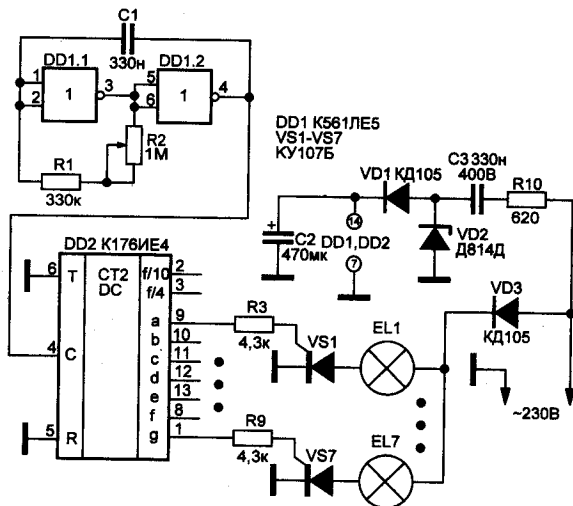 C1
330н
DD1.1
DD1.2
1
2
1
3
5
6
1
4
R2
1М
R1
330к
DD1 К561ЛЕ5
VS1-VS7
КУ107Б
VD1 КД105
C3 330н
400В
R10
620
+
C2
470мк
14
DD1,DD2
7
VD2
Д814Д
VD3
КД105
~230В
DD2 К176ИЕ4
6
T
4
C
5
R
CT2
DC
f/10
2
f/4
3
a
9
b
10
c
11
d
12
e
13
f
8
g
1
R3
4,3к
VS1
EL1
R9
4,3к
VS7
EL7